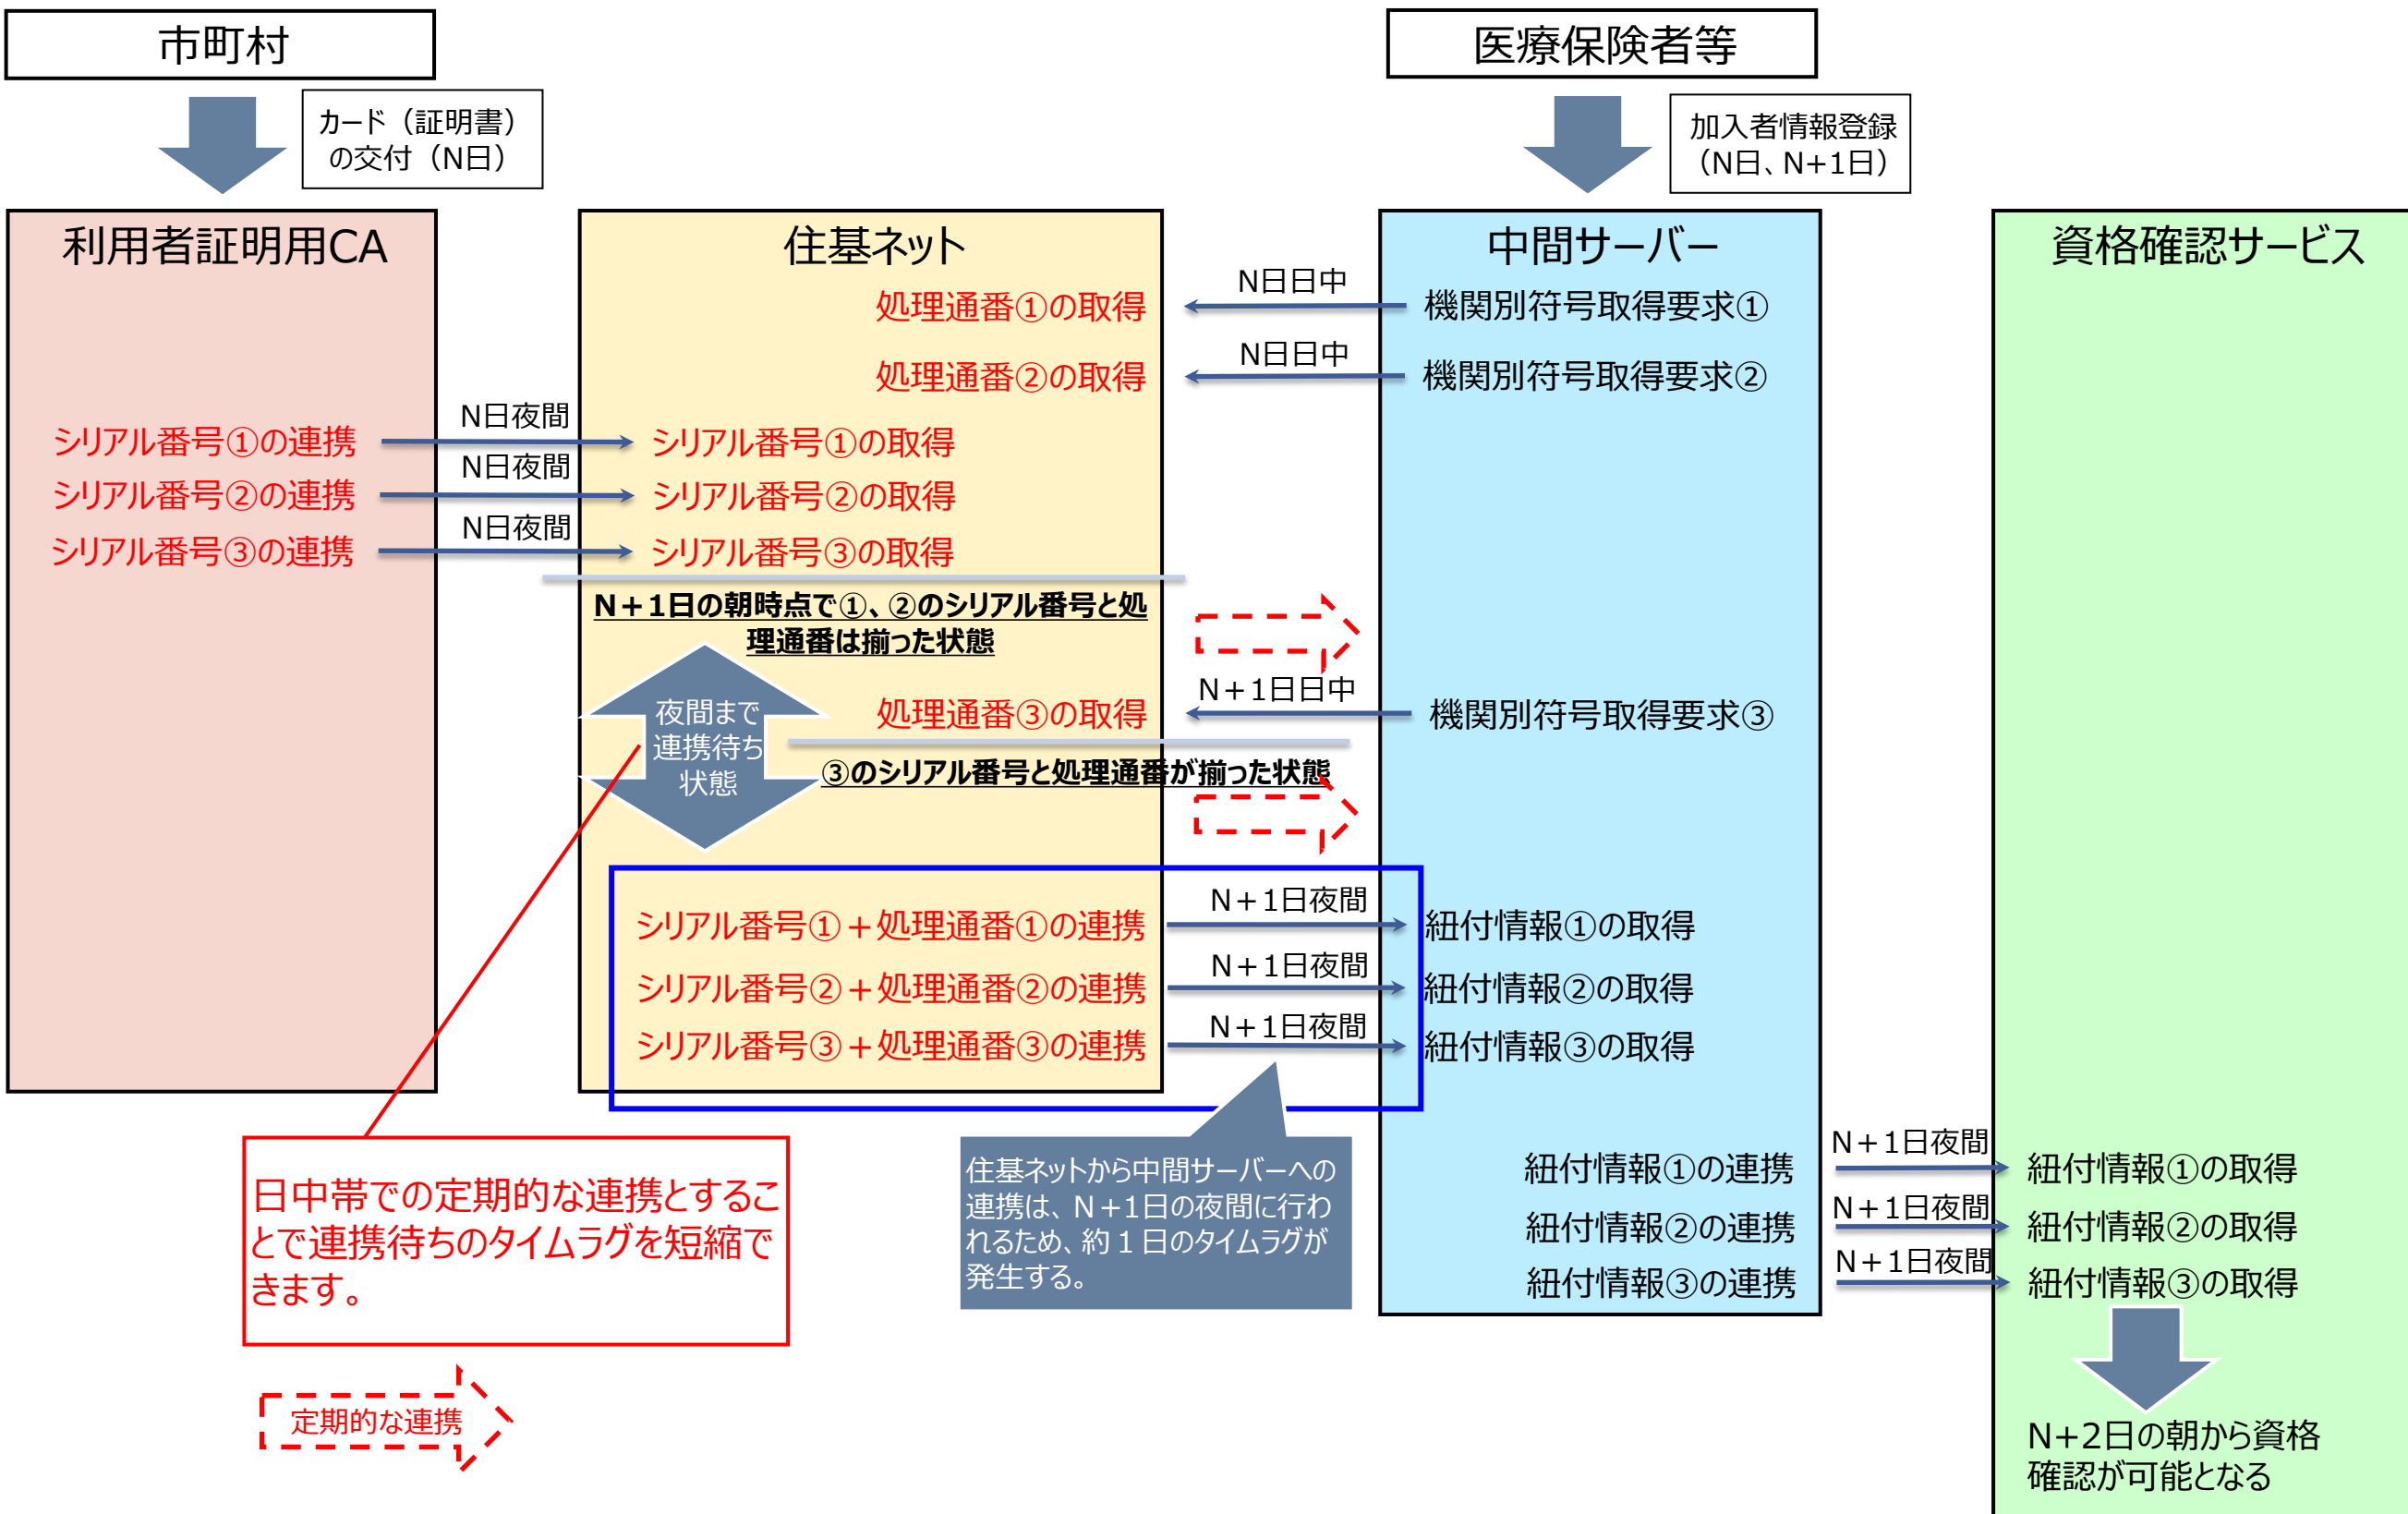 市町村
医療保険者等
カード（証明書）
の交付（N日）
加入者情報登録
（N日、N+1日）
利用者証明用CA
住基ネット
中間サーバー
資格確認サービス
処理通番①の取得
N日日中
機関別符号取得要求①
処理通番②の取得
N日日中
機関別符号取得要求②
シリアル番号①の連携
N日夜間
シリアル番号①の取得
シリアル番号②の連携
N日夜間
シリアル番号②の取得
シリアル番号③の連携
N日夜間
シリアル番号③の取得
N＋1日の朝時点で①、②のシリアル番号と処
理通番は揃った状態
夜間まで
連携待ち
状態
処理通番③の取得
N＋1日日中
機関別符号取得要求③
③のシリアル番号と処理通番が揃った状態
シリアル番号①＋処理通番①の連携
N＋1日夜間
紐付情報①の取得
シリアル番号②＋処理通番②の連携
N＋1日夜間
紐付情報②の取得
シリアル番号③＋処理通番③の連携
N＋1日夜間
紐付情報③の取得
日中帯での定期的な連携とするこ
とで連携待ちのタイムラグを短縮で
きます。
住基ネットから中間サーバーへの
連携は、N+1日の夜間に行わ
れるため、約１日のタイムラグが
発生する。
紐付情報①の連携
N＋1日夜間
紐付情報①の取得
紐付情報②の連携
N＋1日夜間
紐付情報②の取得
紐付情報③の連携
N＋1日夜間
紐付情報③の取得
定期的な連携
N+2日の朝から資格
確認が可能となる